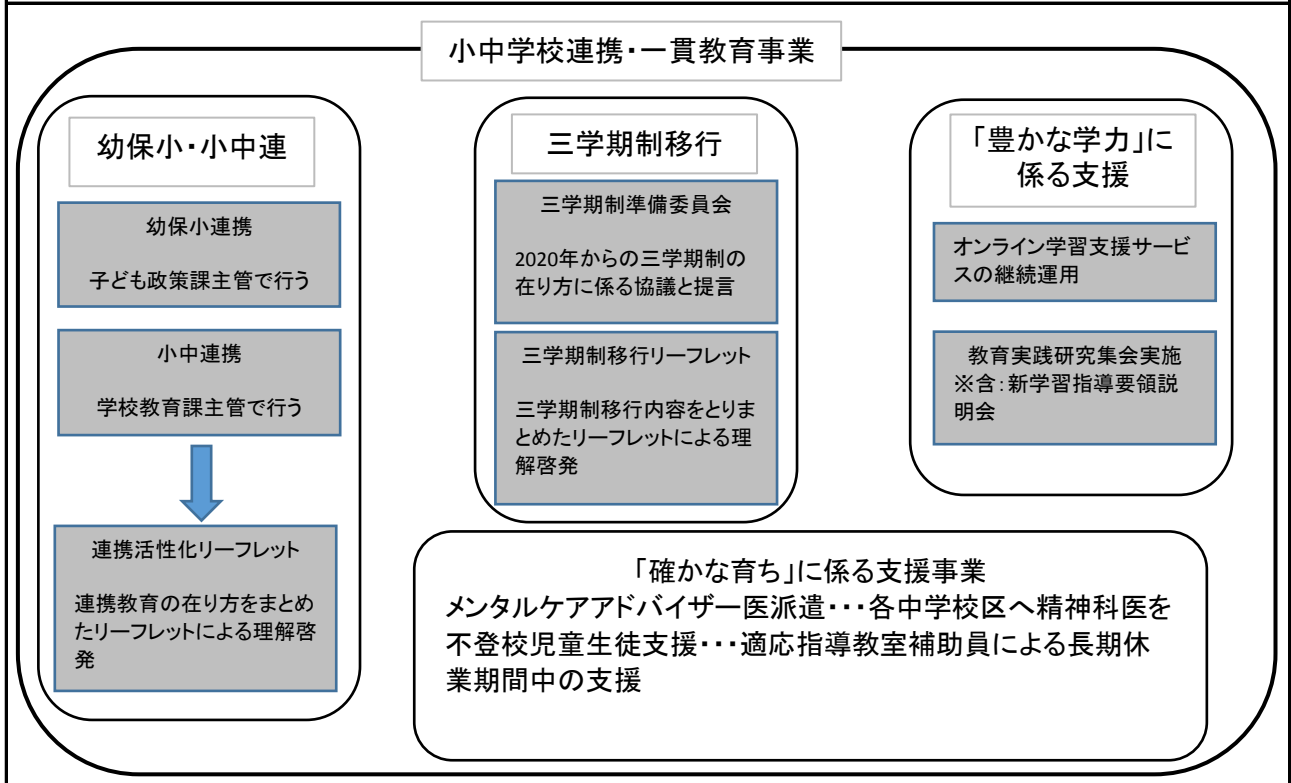 小中学校連携・一貫教育事業
幼保小・小中連
幼保小連携
子ども政策課主管で行う
小中連携
学校教育課主管で行う
連携活性化リーフレット
連携教育の在り方をまとめ
たリーフレットによる理解啓
発
三学期制移行
三学期制準備委員会
2020年からの三学期制の
在り方に係る協議と提言
三学期制移行リーフレット
三学期制移行内容をとりま
とめたリーフレットによる理
解啓発
「豊かな学力」に
係る支援
オンライン学習支援サービ
スの継続運用
教育実践研究集会実施
※含：新学習指導要領説
明会
「確かな育ち」に係る支援事業
メンタルケアアドバイザー医派遣・・・各中学校区へ精神科医を
不登校児童生徒支援・・・適応指導教室補助員による長期休
業期間中の支援